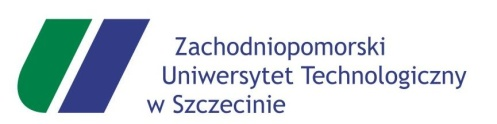 Zachodniopomorski
Uniwersytet Technologiczny
w Szczecinie